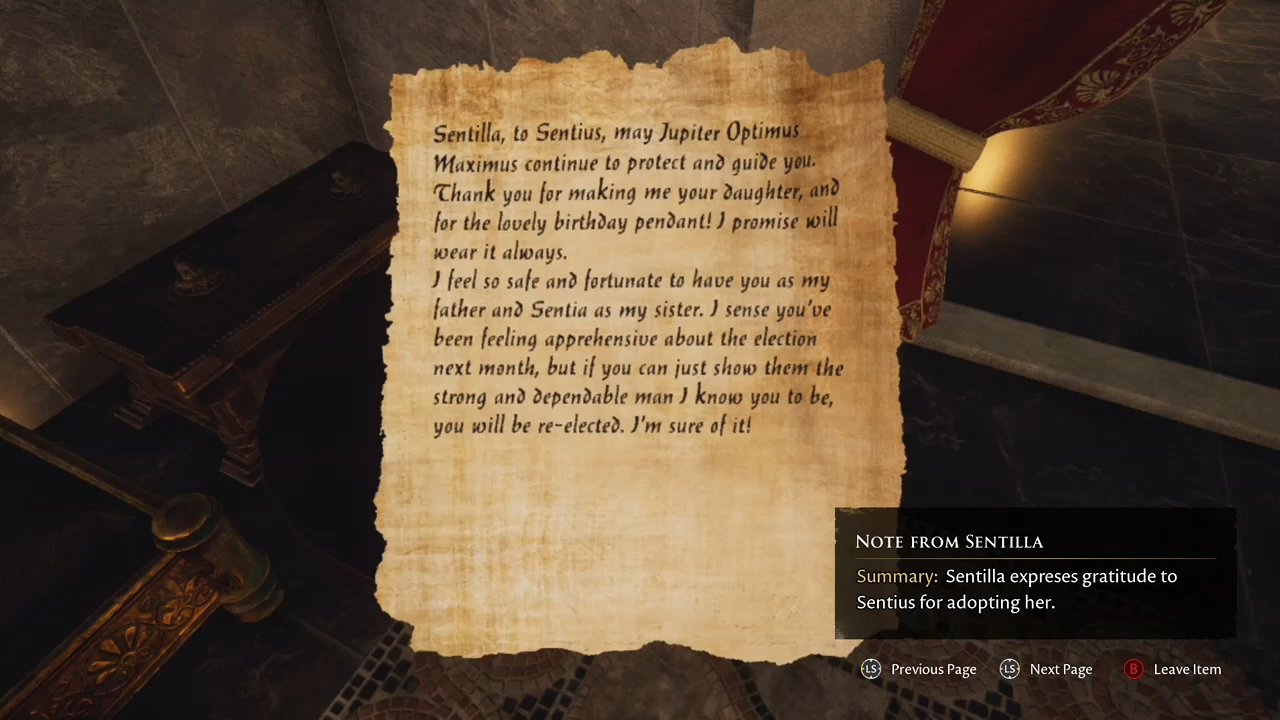 Sentilla, to Sentius, may Jupiter Optimus
Maximus continue to protect and guide you.
Thank you for making me your daughter, and
for the lovely birthday pendant! I promise will
wear it always.
I feel so safe and fortunate to have you as my
father and Sentia as my sister. I sense you've
been feeling apprehensive about the election
next month, but if you can just show them the
strong and dependable man I know you to be,
you will be re-elected. I'm sure of it!
Note from Sentilla
Summary: Sentilla expreses gratitude to
Sentius for adopting her.
LS Previous Page LS Next Page B Leave Item